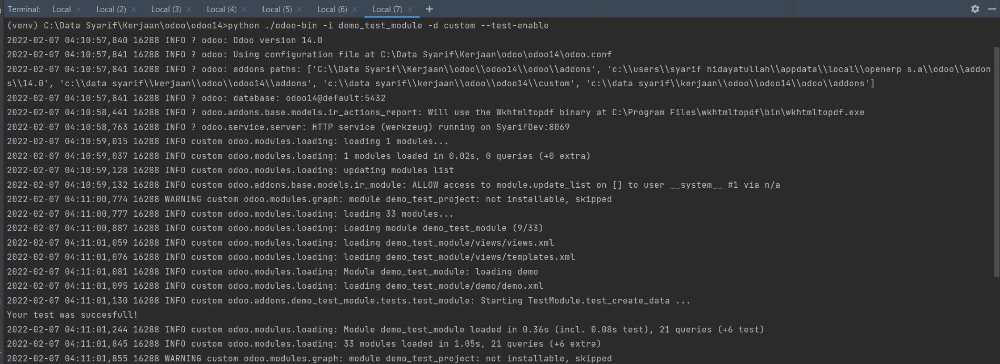 Terminal: Local Local (2) Local (3) Local (4) Local (5) Local (6) Local (7)
(venv) C:\Data Syarif\Kerjaan\odoo\odoo14>python ./odoo-bin -i demo_test_module -d custom --test-enable
2022-02-07 04:10:57,840 16288 INFO ? odoo: Odoo version 14.0
2022-02-07 04:10:57,841 16288 INFO ? odoo: Using configuration file at C:\Data Syarif\Kerjaan\odoo\odoo14\odoo.conf
2022-02-07 04:10:57,841 16288 INFO ? odoo: addons paths: ['C:\\Data Syarif\\Kerjaan\\odoo\\odoo14\\odoo\\addons', 'c:\\users\\syarif hidayatullah\\appdata\\local\\openerp s.a\\odoo\\addon
s\\14.0', 'c:\\data syarif\\kerjaan\\odoo\\odoo14\\addons', 'c:\\data syarif\\kerjaan\\odoo\\odoo14\\custom', 'c:\\data syarif\\kerjaan\\odoo\\odoo14\\odoo\\addons']
2022-02-07 04:10:57,841 16288 INFO ? odoo: database: odoo14@default:5432
2022-02-07 04:10:58,441 16288 INFO ? odoo.addons.base.models.ir_actions_report: Will use the Wkhtmltopdf binary at C:\Program Files\wkhtmltopdf\bin\wkhtmltopdf.exe
2022-02-07 04:10:58,763 16288 INFO ? odoo.service.server: HTTP service (werkzeug) running on SyarifDev:8069
2022-02-07 04:10:59,015 16288 INFO custom odoo.modules.loading: loading 1 modules...
2022-02-07 04:10:59,037 16288 INFO custom odoo.modules.loading: 1 modules loaded in 0.02s, 0 queries (+0 extra)
2022-02-07 04:10:59,128 16288 INFO custom odoo.modules.loading: updating modules list
2022-02-07 04:10:59,132 16288 INFO custom odoo.addons.base.models.ir_module: ALLOW access to module.update_list on [] to user __system__ #1 via n/a
2022-02-07 04:11:00,774 16288 WARNING custom odoo.modules.graph: module demo_test_project: not installable, skipped
2022-02-07 04:11:00,777 16288 INFO custom odoo.modules.loading: loading 33 modules...
2022-02-07 04:11:00,887 16288 INFO custom odoo.modules.loading: Loading module demo_test_module (9/33)
2022-02-07 04:11:01,059 16288 INFO custom odoo.modules.loading: loading demo_test_module/views/views.xml
2022-02-07 04:11:01,076 16288 INFO custom odoo.modules.loading: loading demo_test_module/views/templates.xml
2022-02-07 04:11:01,081 16288 INFO custom odoo.modules.loading: Module demo_test_module: loading demo
2022-02-07 04:11:01,095 16288 INFO custom odoo.modules.loading: loading demo_test_module/demo/demo.xml
2022-02-07 04:11:01,130 16288 INFO custom odoo.addons.demo_test_module.tests.test_module: Starting TestModule.test_create_data ...
Your test was succesfull!
2022-02-07 04:11:01,244 16288 INFO custom odoo.modules.loading: Module demo_test_module loaded in 0.36s (incl. 0.08s test), 21 queries (+6 test)
2022-02-07 04:11:01,845 16288 INFO custom odoo.modules.loading: 33 modules loaded in 1.05s, 21 queries (+6 extra)
2022-02-07 04:11:01,855 16288 WARNING custom odoo.modules.graph: module demo_test_project: not installable, skipped